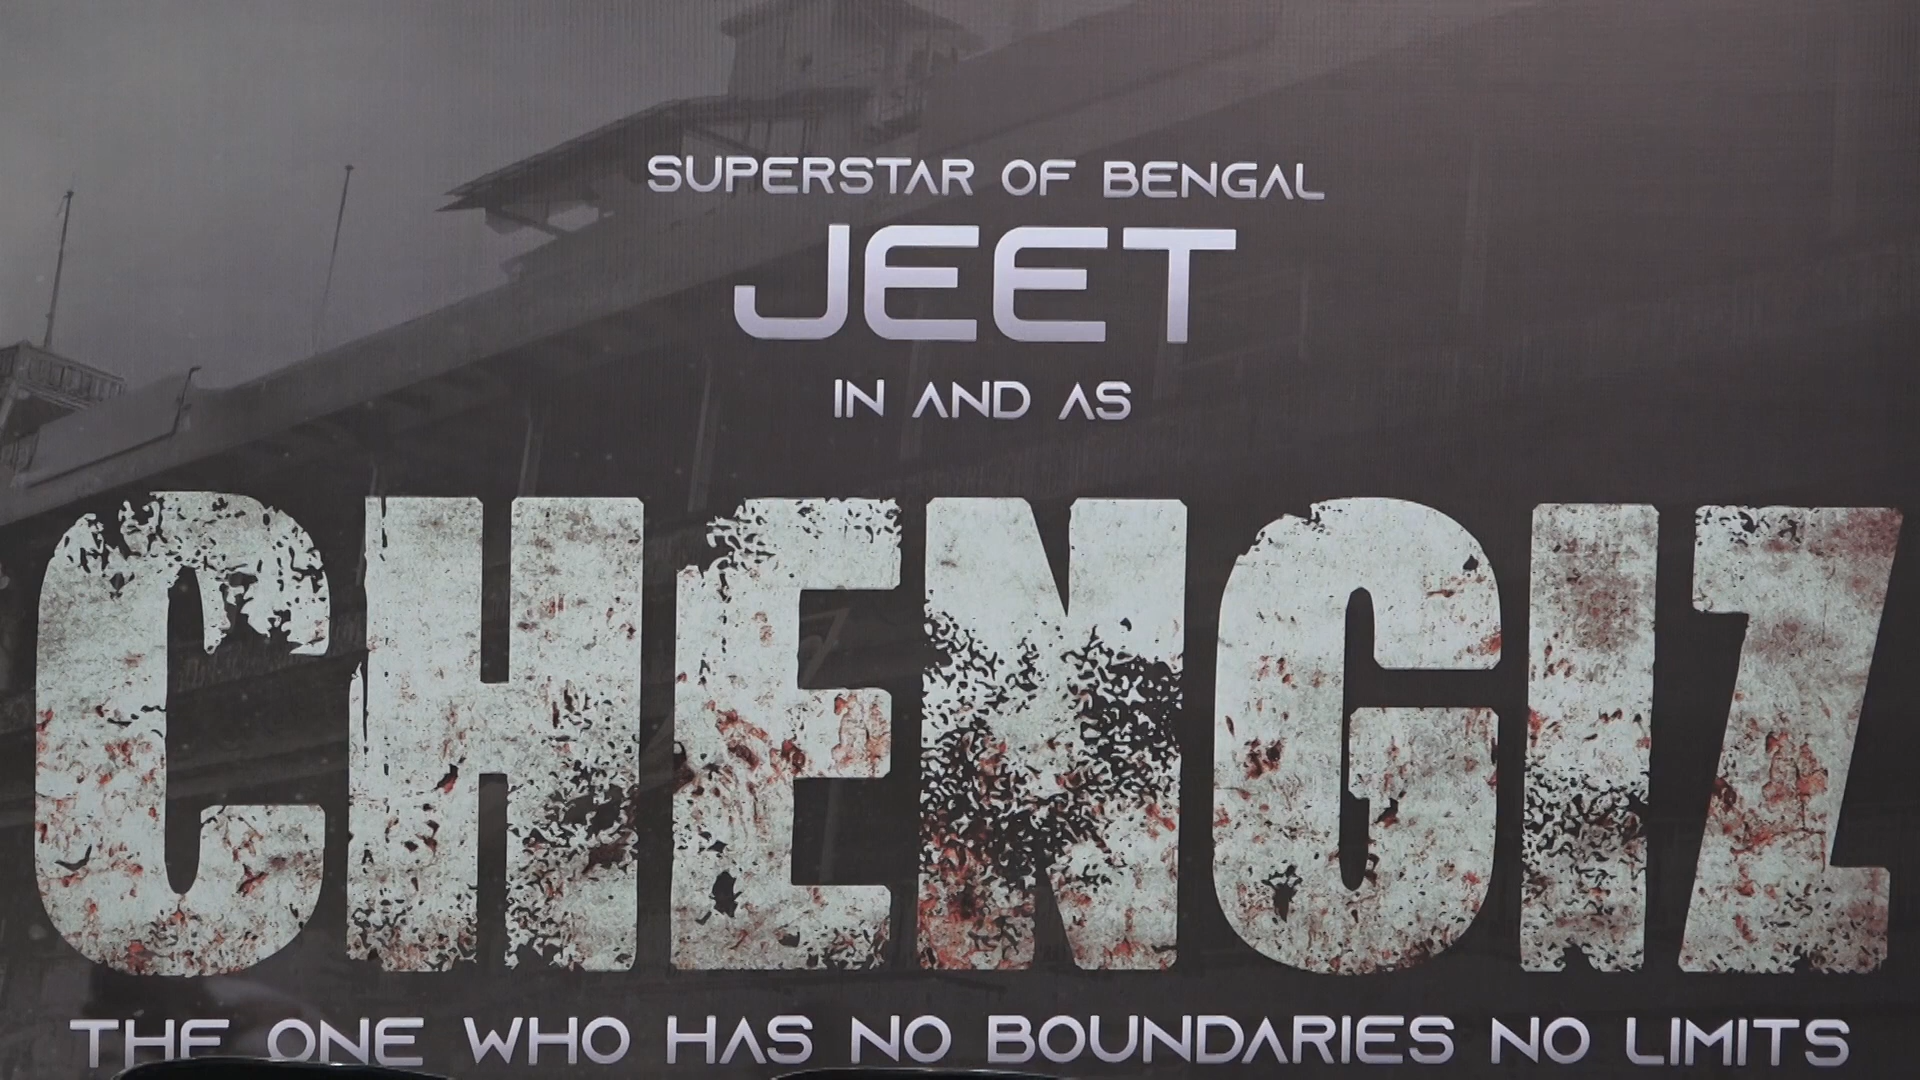 SUPERSTAR OF BENGAL
JEET
IN AND AS
CHENGIZ
THE ONE WHO HAS NO BOUNDARIES NO LIMITS